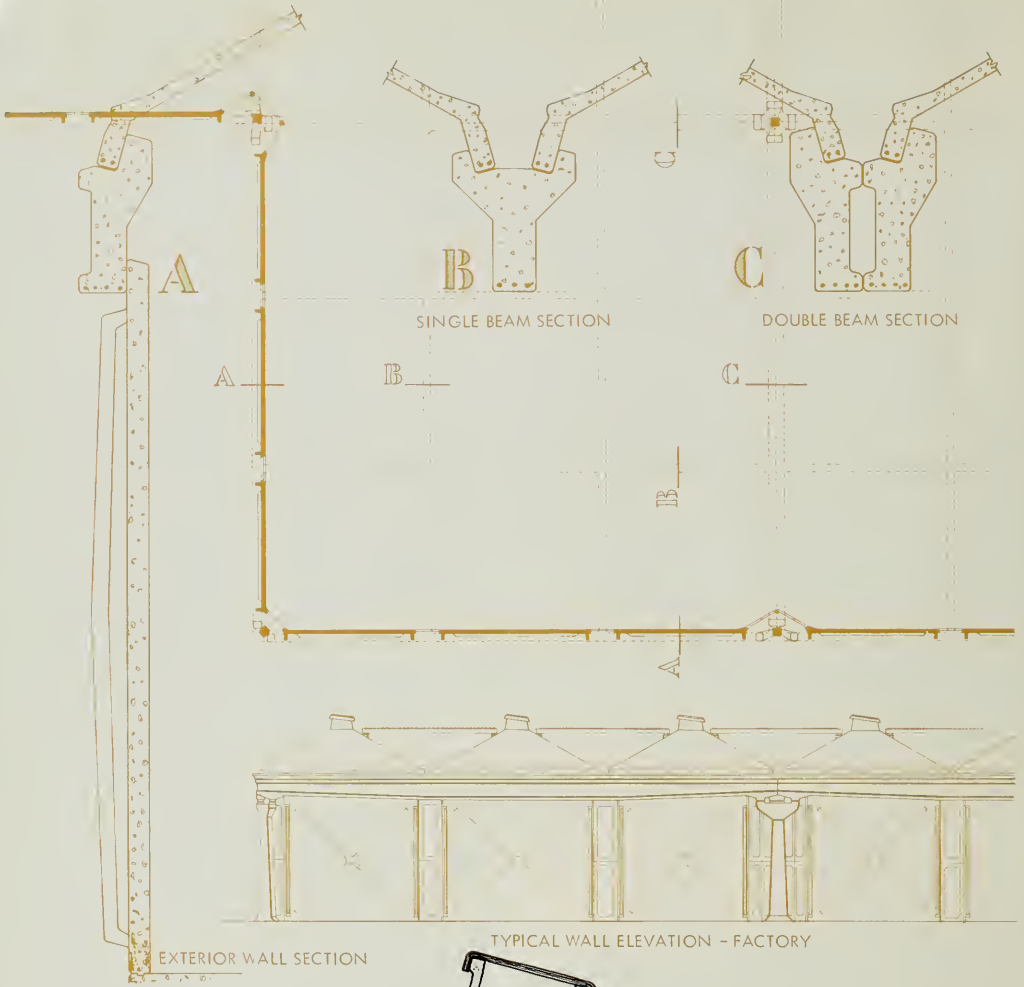 C
A
B
C
SINGLE BEAM SECTION
DOUBLE BEAM SECTION
A
B
C
B
A
TYPICAL WALL ELEVATION - FACTORY
EXTERIOR WALL SECTION